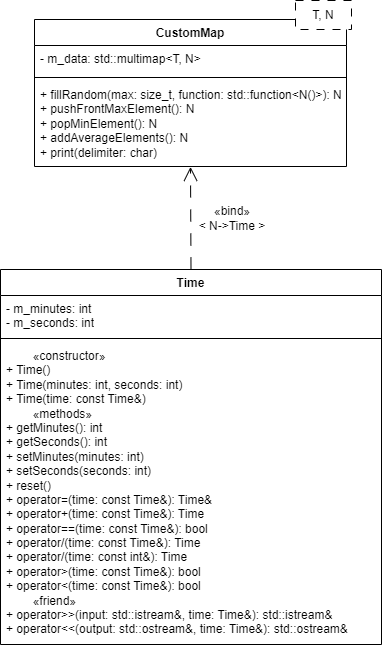 T, N
CustomMap
- m_data: std::multimap<T, N>
+ fillRandom(max: size_t, function: std::function<N()>): N
+ pushFrontMaxElement(): N
+ popMinElement(): N
+ addAverageElements(): N
+ print(delimiter: char)
«bind»
< N->Time >
Time
- m_minutes: int
- m_seconds: int
«constructor»
+ Time()
+ Time(minutes: int, seconds: int)
+ Time(time: const Time&)
«methods»
+ getMinutes(): int
+ getSeconds(): int
+ setMinutes(minutes: int)
+ setSeconds(seconds: int)
+ reset()
+ operator=(time: const Time&): Time&
+ operator+(time: const Time&): Time
+ operator==(time: const Time&): bool
+ operator/(time: const Time&): Time
+ operator/(time: const int&): Time
+ operator>(time: const Time&): bool
+ operator<(time: const Time&): bool
«friend»
+ operator>>(input: std::istream&, time: Time&): std::istream&
+ operator<<(output: std::ostream&, time: Time&): std::ostream&